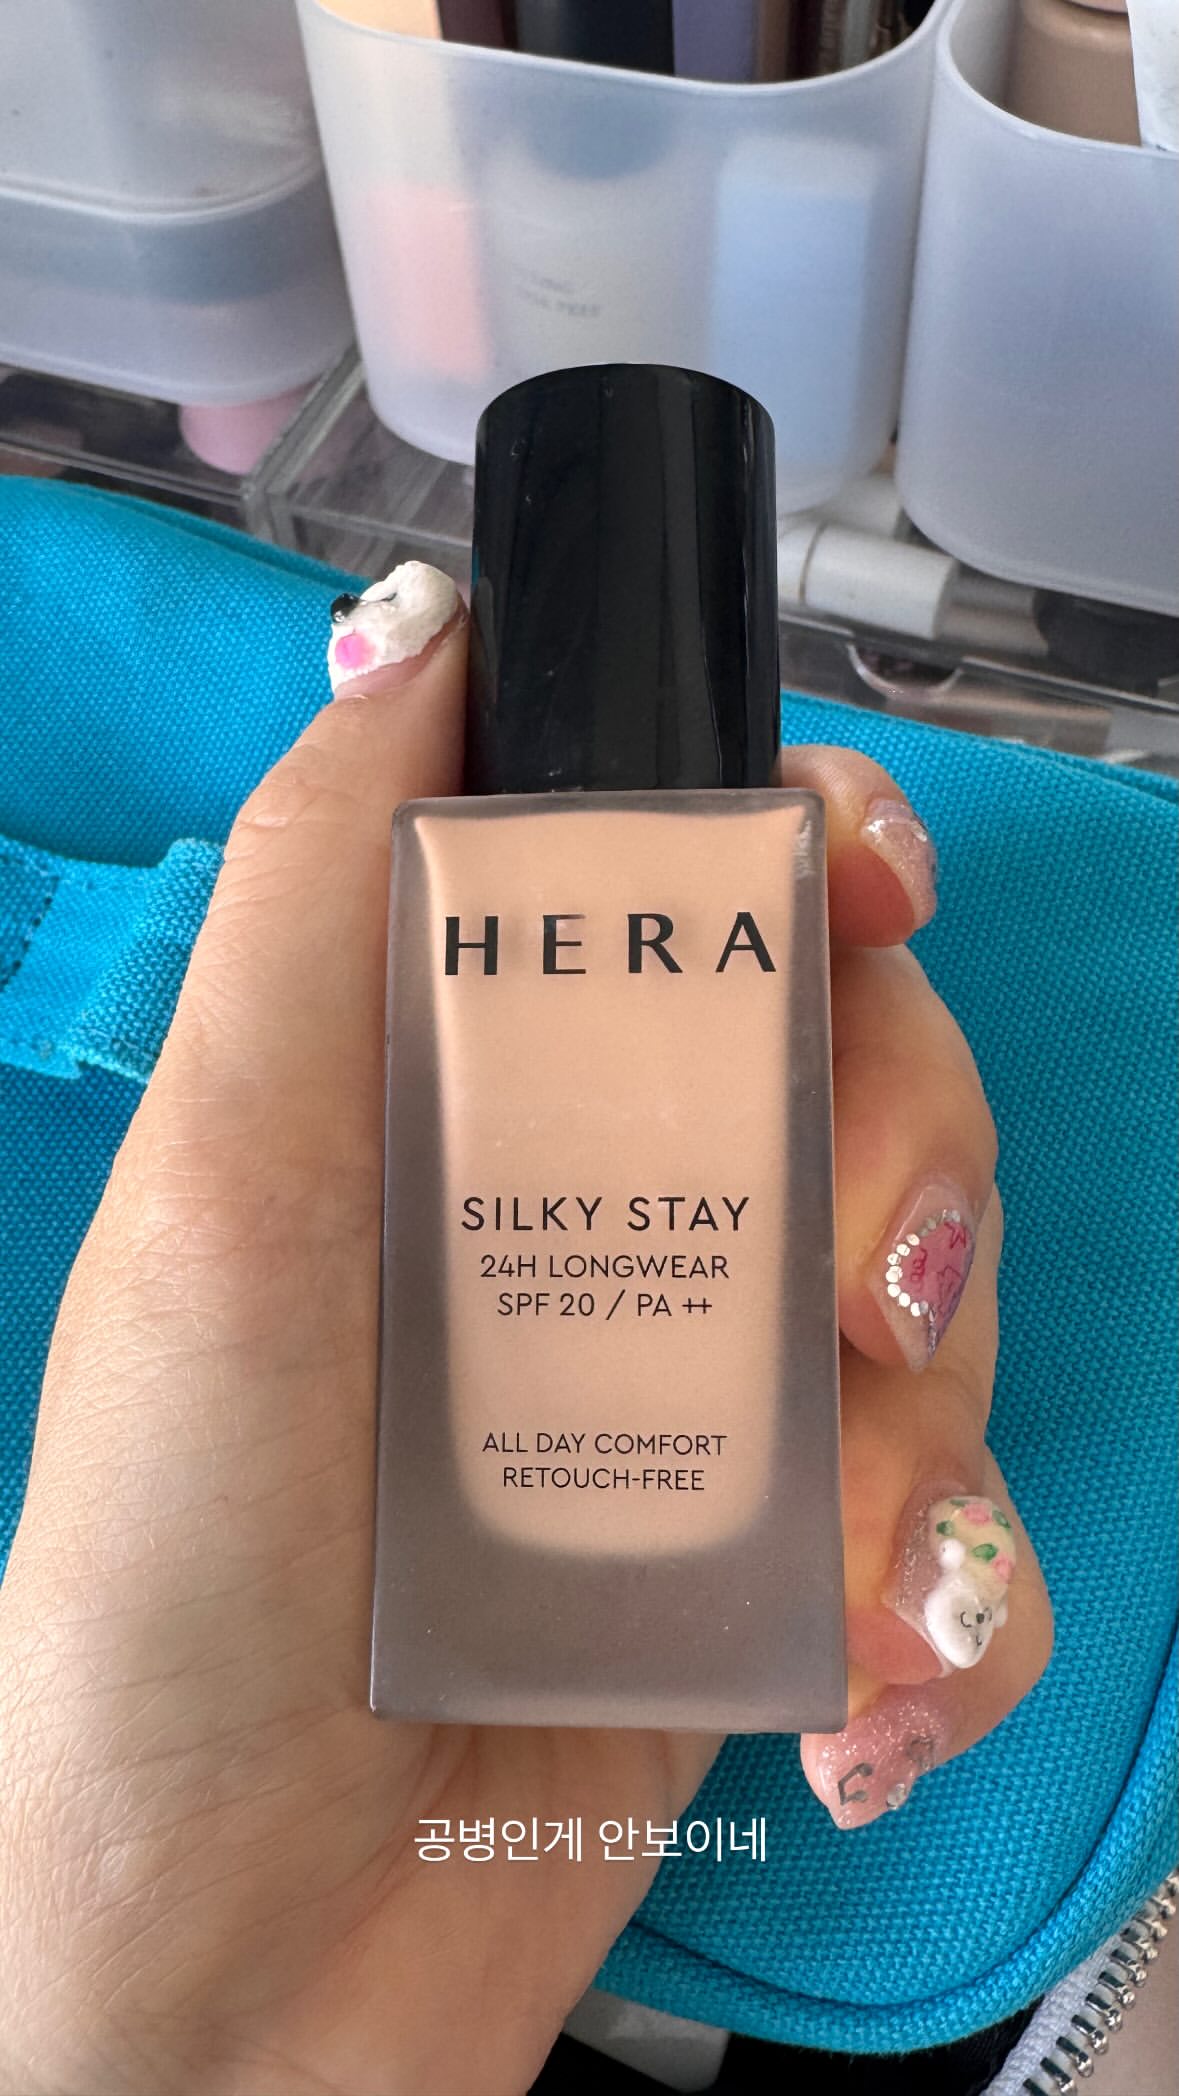 HERA
SILKY STAY
24H LONGWEAR
SPF 20 / PA ++
ALL DAY COMFORT
RETOUCH-FREE
공병인게 안보이네